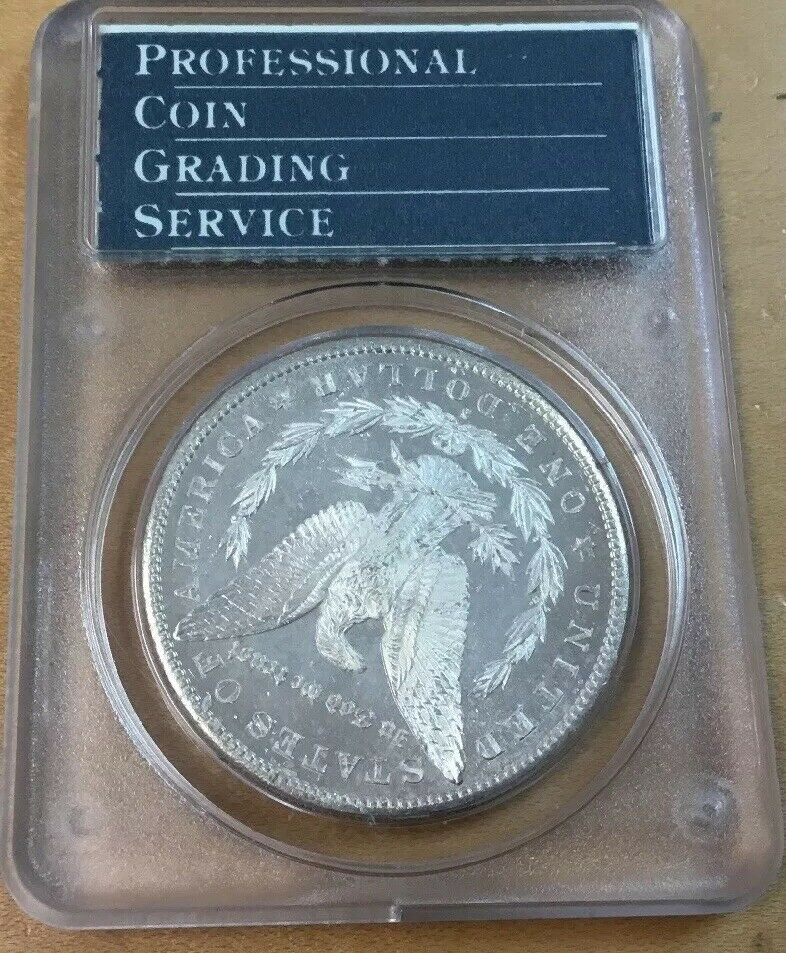 PROFESSIONAL
COIN
GRADING
SERVICE
UNITED STATES OF AMERICA
In God we trust
ONE DOLLAR
S